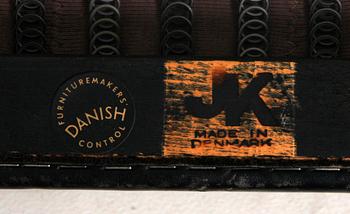 FURNITUREMAKERS'
DANISH
CONTROL
JK
MADE IN
DENMARK